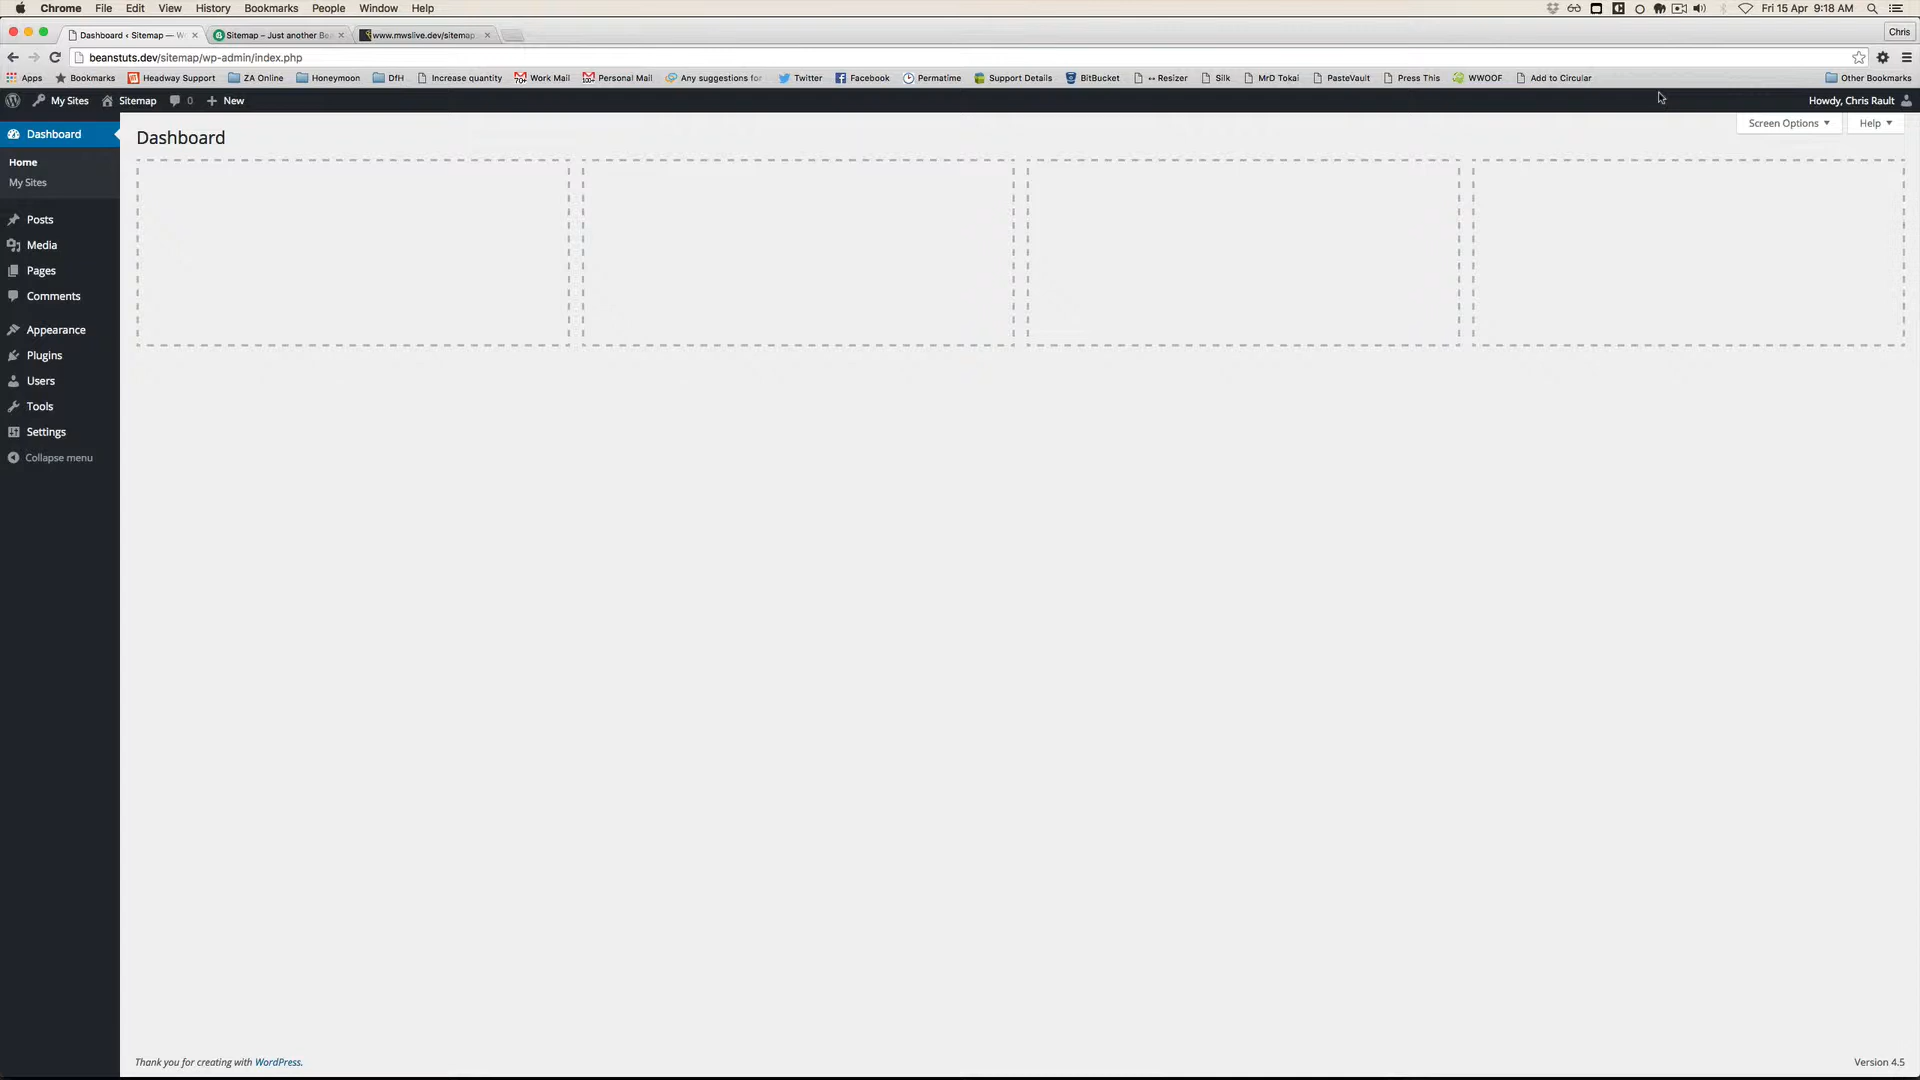 Chrome File Edit View History Bookmarks People Window Help Fri 15 Apr 9:18 AM
Dashboard ‹ Sitemap — W Sitemap – Just another Be www.mwslive.dev/sitemap Chris
beanstuts.dev/sitemap/wp-admin/index.php
Apps Bookmarks Headway Support ZA Online Honeymoon DfH Increase quantity Work Mail Personal Mail Any suggestions for Twitter Facebook Permatime Support Details BitBucket ↔ Resizer Silk MrD Tokai PasteVault Press This WWOOF Add to Circular Other Bookmarks
My Sites Sitemap 0 + New Howdy, Chris Rault
Screen Options Help
Dashboard
Dashboard
Home
My Sites
Posts
Media
Pages
Comments
Appearance
Plugins
Users
Tools
Settings
Collapse menu
Thank you for creating with WordPress. Version 4.5